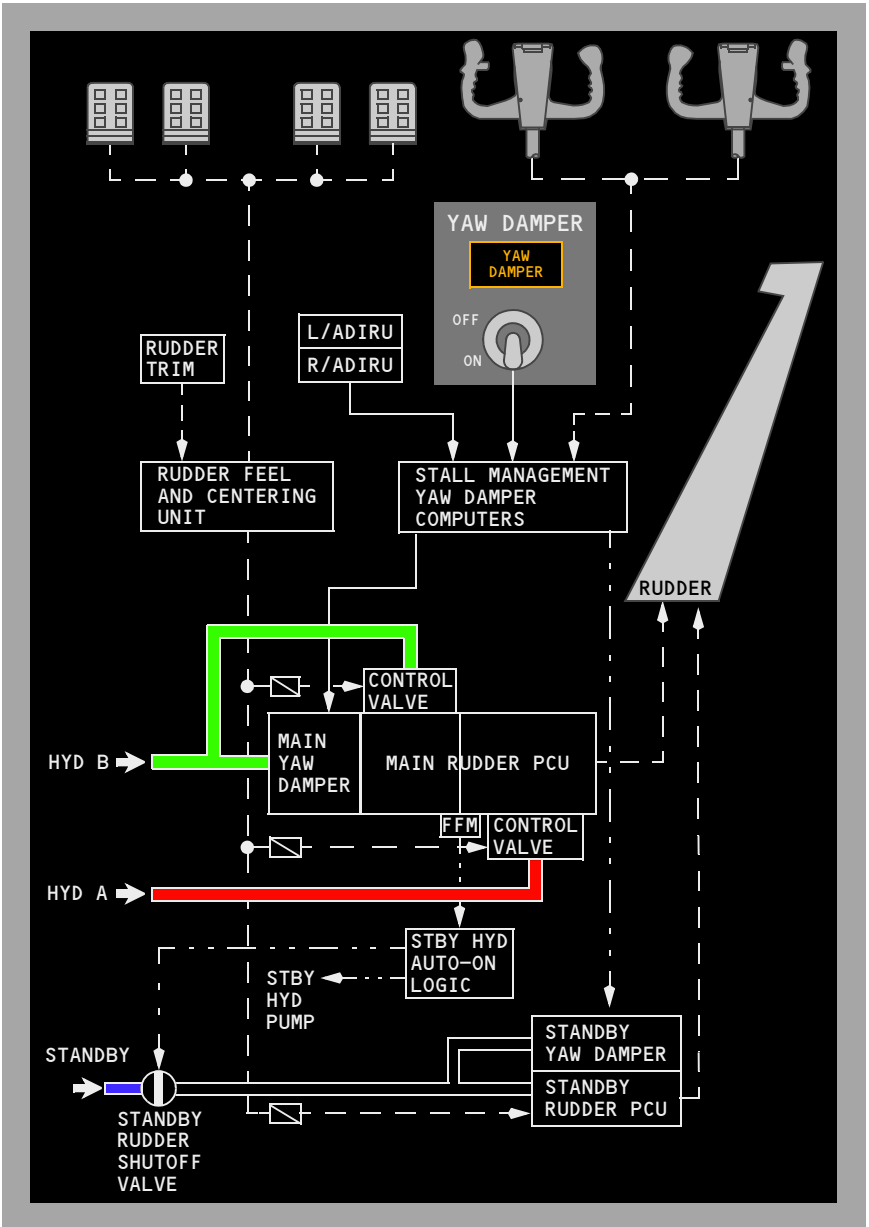 YAW DAMPER
YAW
DAMPER
OFF
ON
L/ADIRU
R/ADIRU
RUDDER
TRIM
RUDDER FEEL
AND CENTERING
UNIT
STALL MANAGEMENT
YAW DAMPER
COMPUTERS
RUDDER
CONTROL
VALVE
MAIN
YAW
DAMPER
MAIN RUDDER PCU
HYD B
FFM
CONTROL
VALVE
HYD A
STBY HYD
AUTO-ON
LOGIC
STBY
HYD
PUMP
STANDBY
YAW DAMPER
STANDBY
RUDDER PCU
STANDBY
STANDBY
RUDDER
SHUTOFF
VALVE